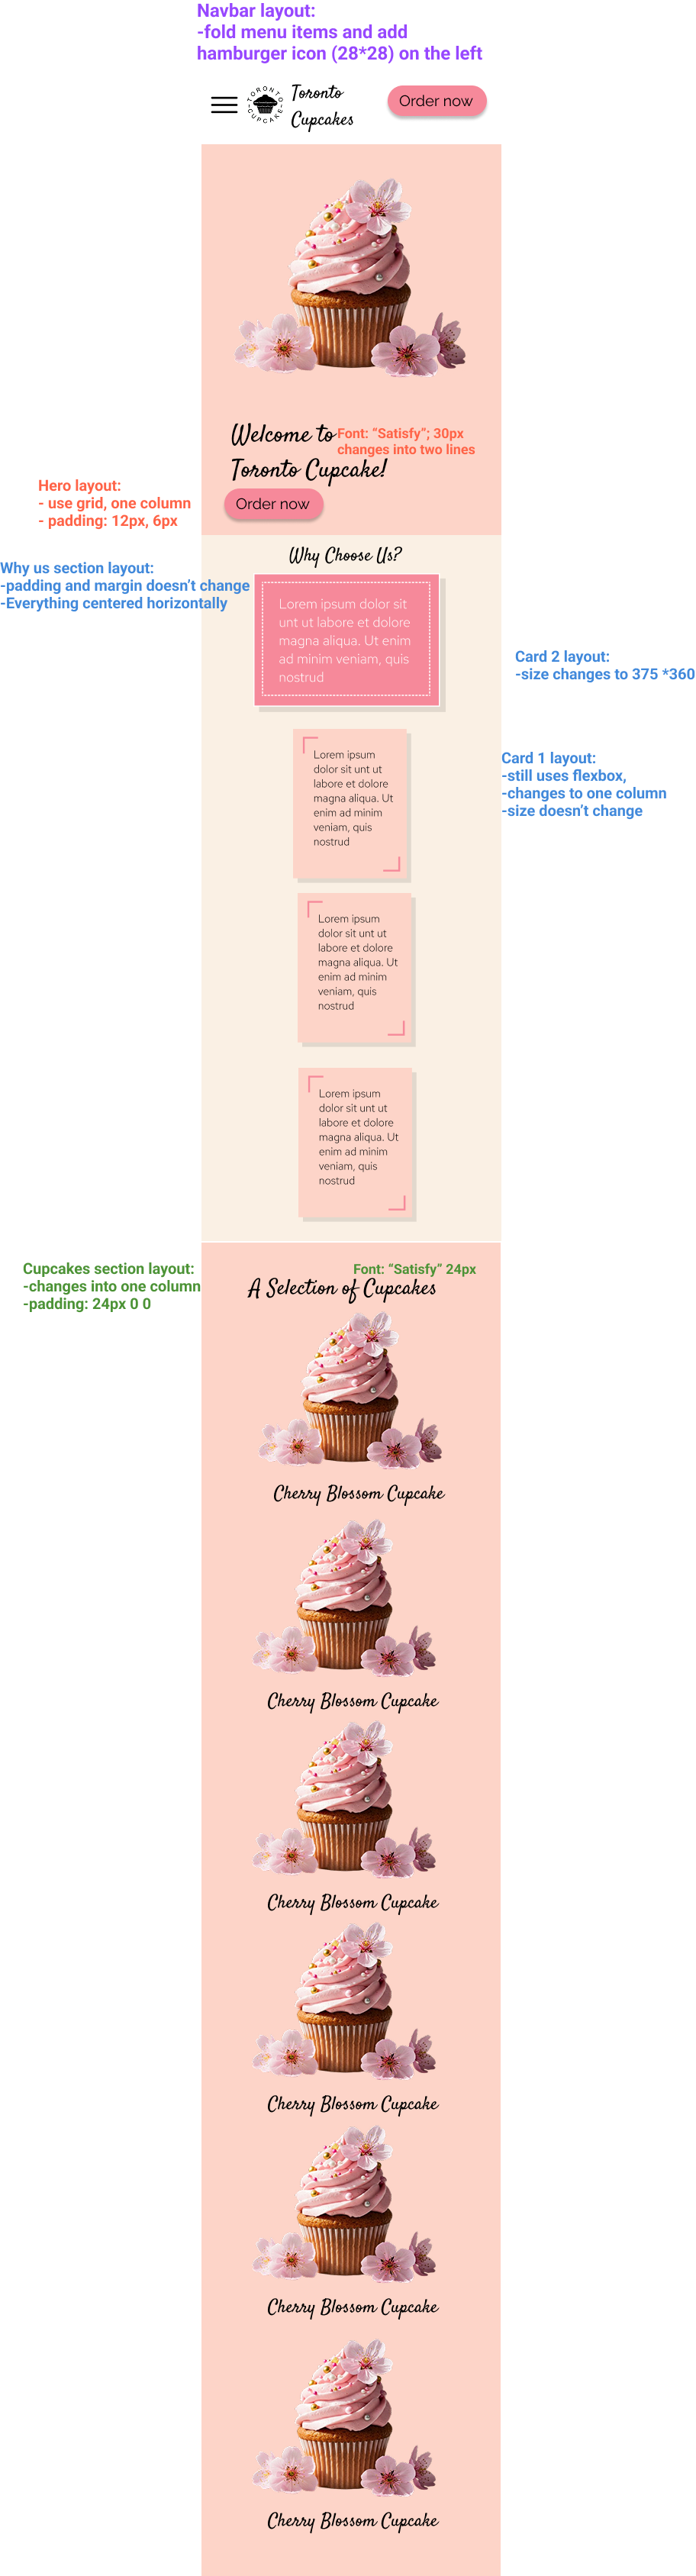 Navbar layout:
-fold menu items and add
hamburger icon (28*28) on the left
TORONTO
CUPCAKE
Toronto
Cupcakes
Order now
Welcome to
Font: “Satisfy”; 30px
changes into two lines
Toronto Cupcake!
Order now
Hero layout:
- use grid, one column
- padding: 12px, 6px
Why Choose Us?
Why us section layout:
-padding and margin doesn’t change
-Everything centered horizontally
Lorem ipsum dolor sit
unt ut labore et dolore
magna aliqua. Ut enim
ad minim veniam, quis
nostrud
Card 2 layout:
-size changes to 375 *360
Card 1 layout:
-still uses flexbox,
-changes to one column
-size doesn’t change
Lorem ipsum
dolor sit unt ut
labore et dolore
magna aliqua. Ut
enim ad minim
veniam, quis
nostrud
Lorem ipsum
dolor sit unt ut
labore et dolore
magna aliqua. Ut
enim ad minim
veniam, quis
nostrud
Lorem ipsum
dolor sit unt ut
labore et dolore
magna aliqua. Ut
enim ad minim
veniam, quis
nostrud
Cupcakes section layout:
-changes into one column
-padding: 24px 0 0
Font: “Satisfy” 24px
A Selection of Cupcakes
Cherry Blossom Cupcake
Cherry Blossom Cupcake
Cherry Blossom Cupcake
Cherry Blossom Cupcake
Cherry Blossom Cupcake
Cherry Blossom Cupcake